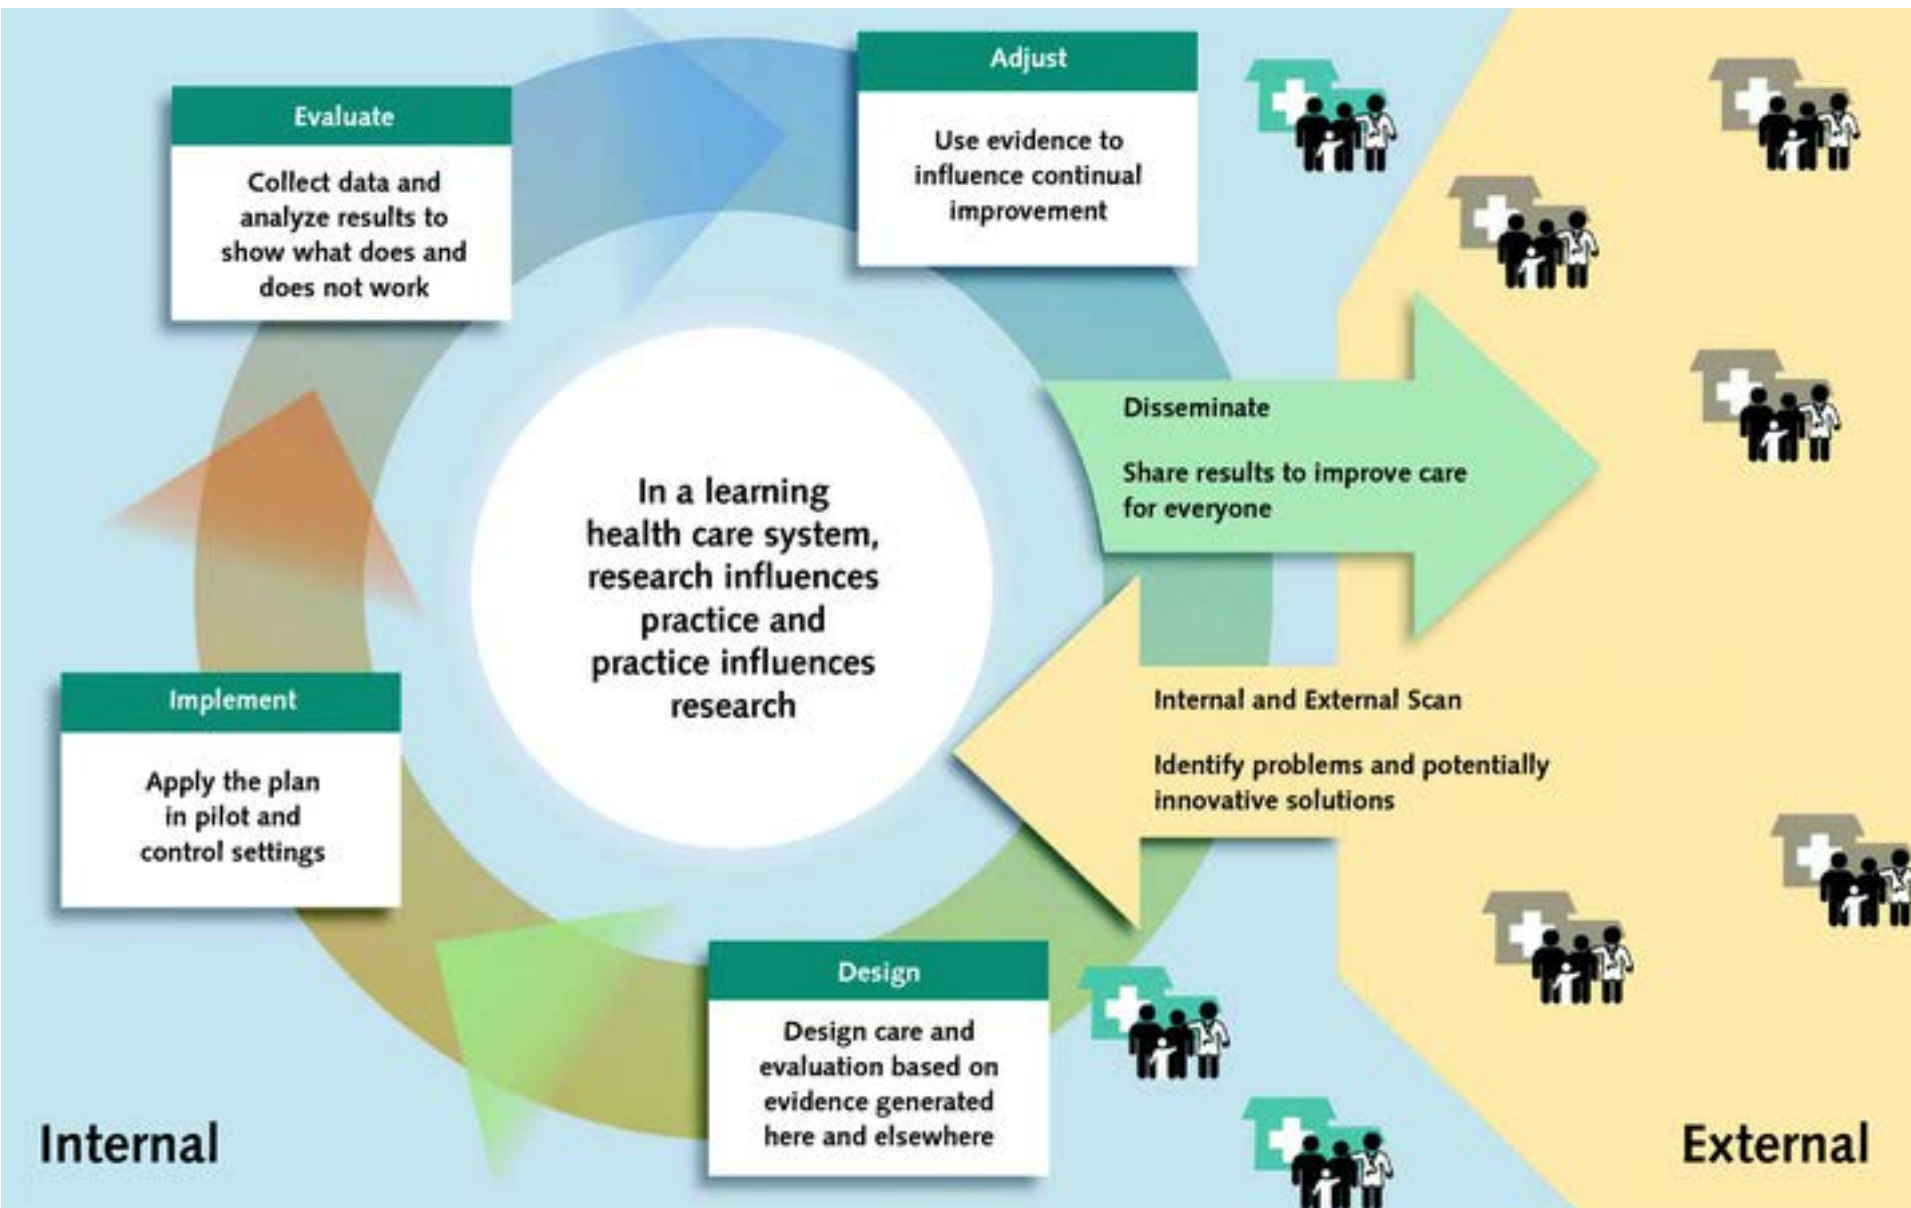 Adjust
Use evidence to
influence continual
improvement
Evaluate
Collect data and
analyze results to
show what does and
does not work
Disseminate
Share results to improve care
for everyone
In a learning
health care system,
research influences
practice and
practice influences
research
Internal and External Scan
Identify problems and potentially
innovative solutions
Implement
Apply the plan
in pilot and
control settings
Design
Design care and
evaluation based on
evidence generated
here and elsewhere
Internal
External